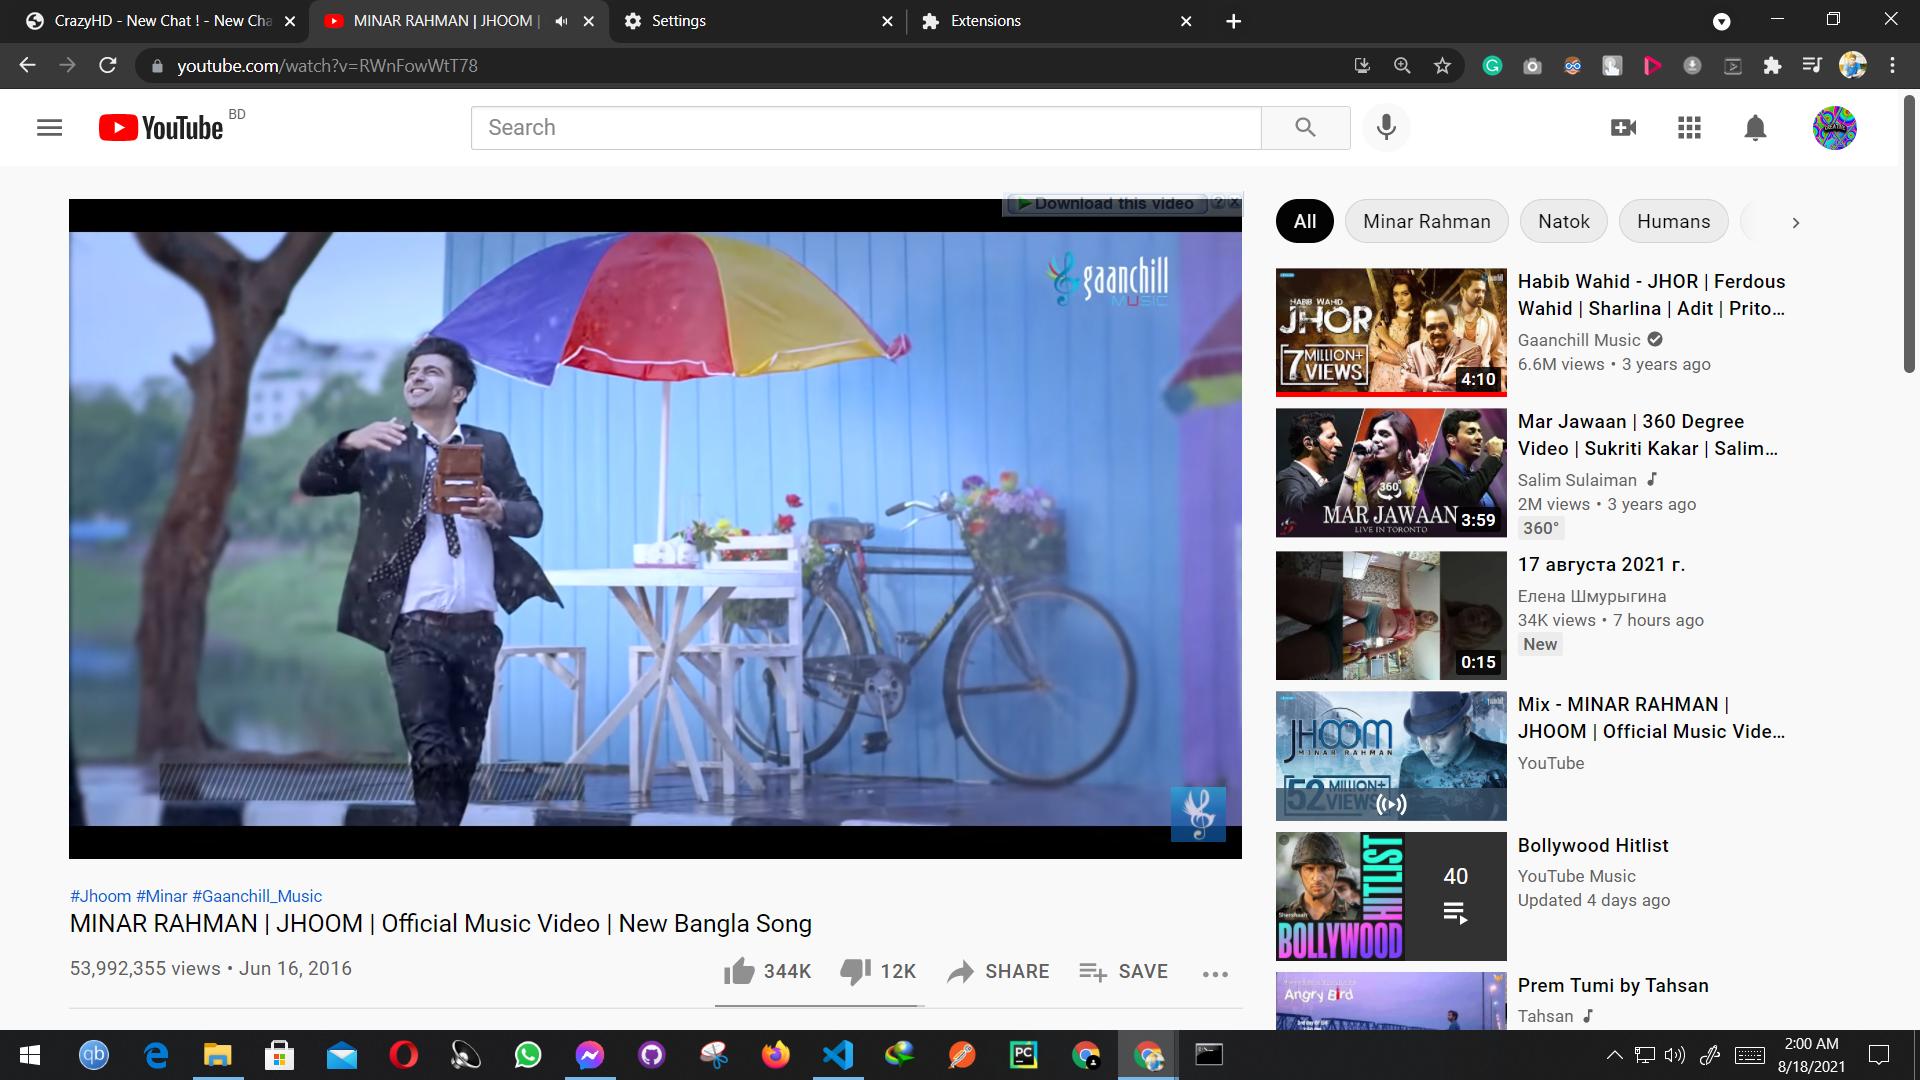 CrazyHD - New Chat ! - New Cha
MINAR RAHMAN | JHOOM |
Settings
Extensions
youtube.com/watch?v=RWnFowWtT78
YouTube BD
Search
Download this video ? x
gaanchill
MUSIC
#Jhoom #Minar #Gaanchill_Music
MINAR RAHMAN | JHOOM | Official Music Video | New Bangla Song
53,992,355 views • Jun 16, 2016
344K
12K
SHARE
SAVE
All
Minar Rahman
Natok
Humans
HABIB WAHID
JHOR
7 MILLION+
VIEWS
4:10
Habib Wahid - JHOR | Ferdous
Wahid | Sharlina | Adit | Prito...
Gaanchill Music
6.6M views • 3 years ago
360°
MAR JAWAAN
LIVE IN TORONTO
3:59
Mar Jawaan | 360 Degree
Video | Sukriti Kakar | Salim...
Salim Sulaiman
2M views • 3 years ago
360°
0:15
17 августа 2021 г.
Елена Шмурыгина
34K views • 7 hours ago
New
JHOOM
MINAR RAHMAN
52 MILLION+
VIEWS
Mix - MINAR RAHMAN |
JHOOM | Official Music Vide...
YouTube
Shershaah
HITLIST
BOLLYWOOD
40
Bollywood Hitlist
YouTube Music
Updated 4 days ago
Angry Bird
Prem Tumi by Tahsan
Tahsan
qb
PC
2:00 AM
8/18/2021